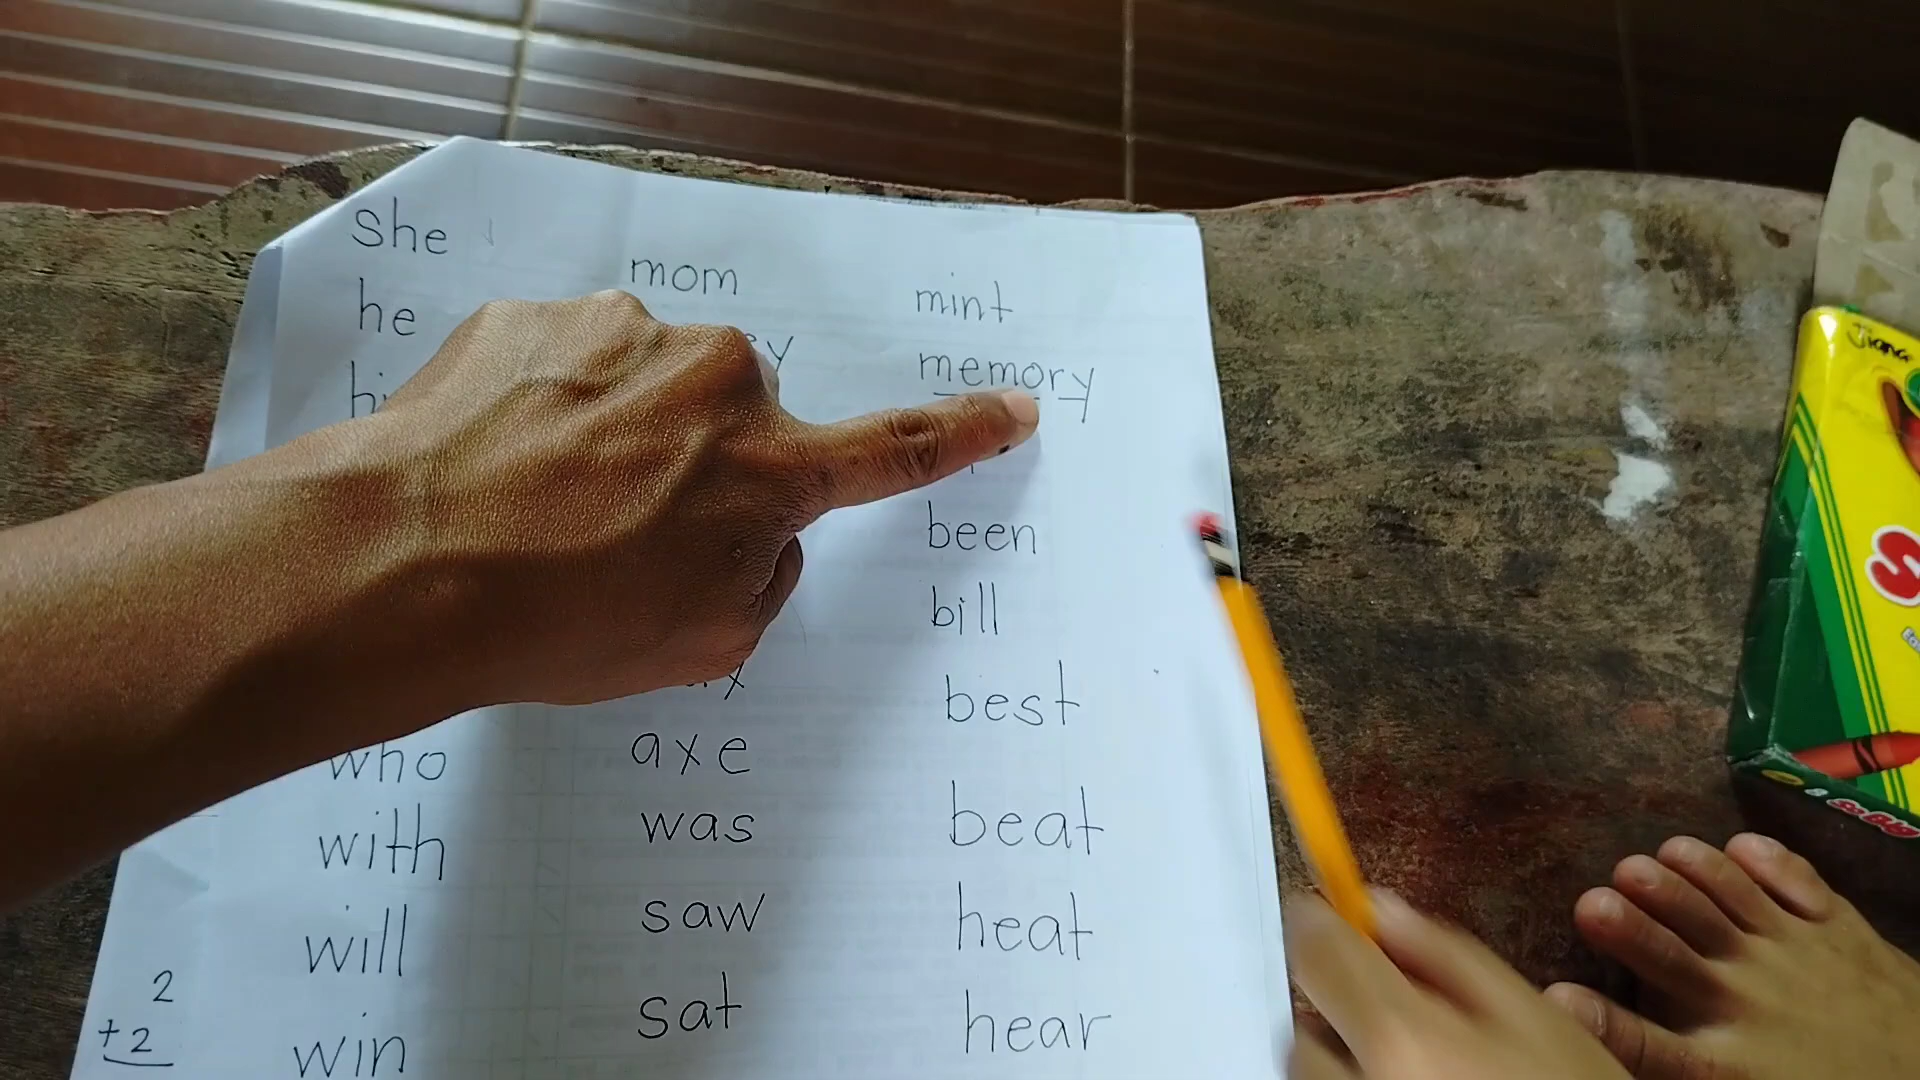 she
he
who
with
will
win
2
+2
mom
axe
was
saw
sat
mint
memory
been
bill
best
beat
heat
hear